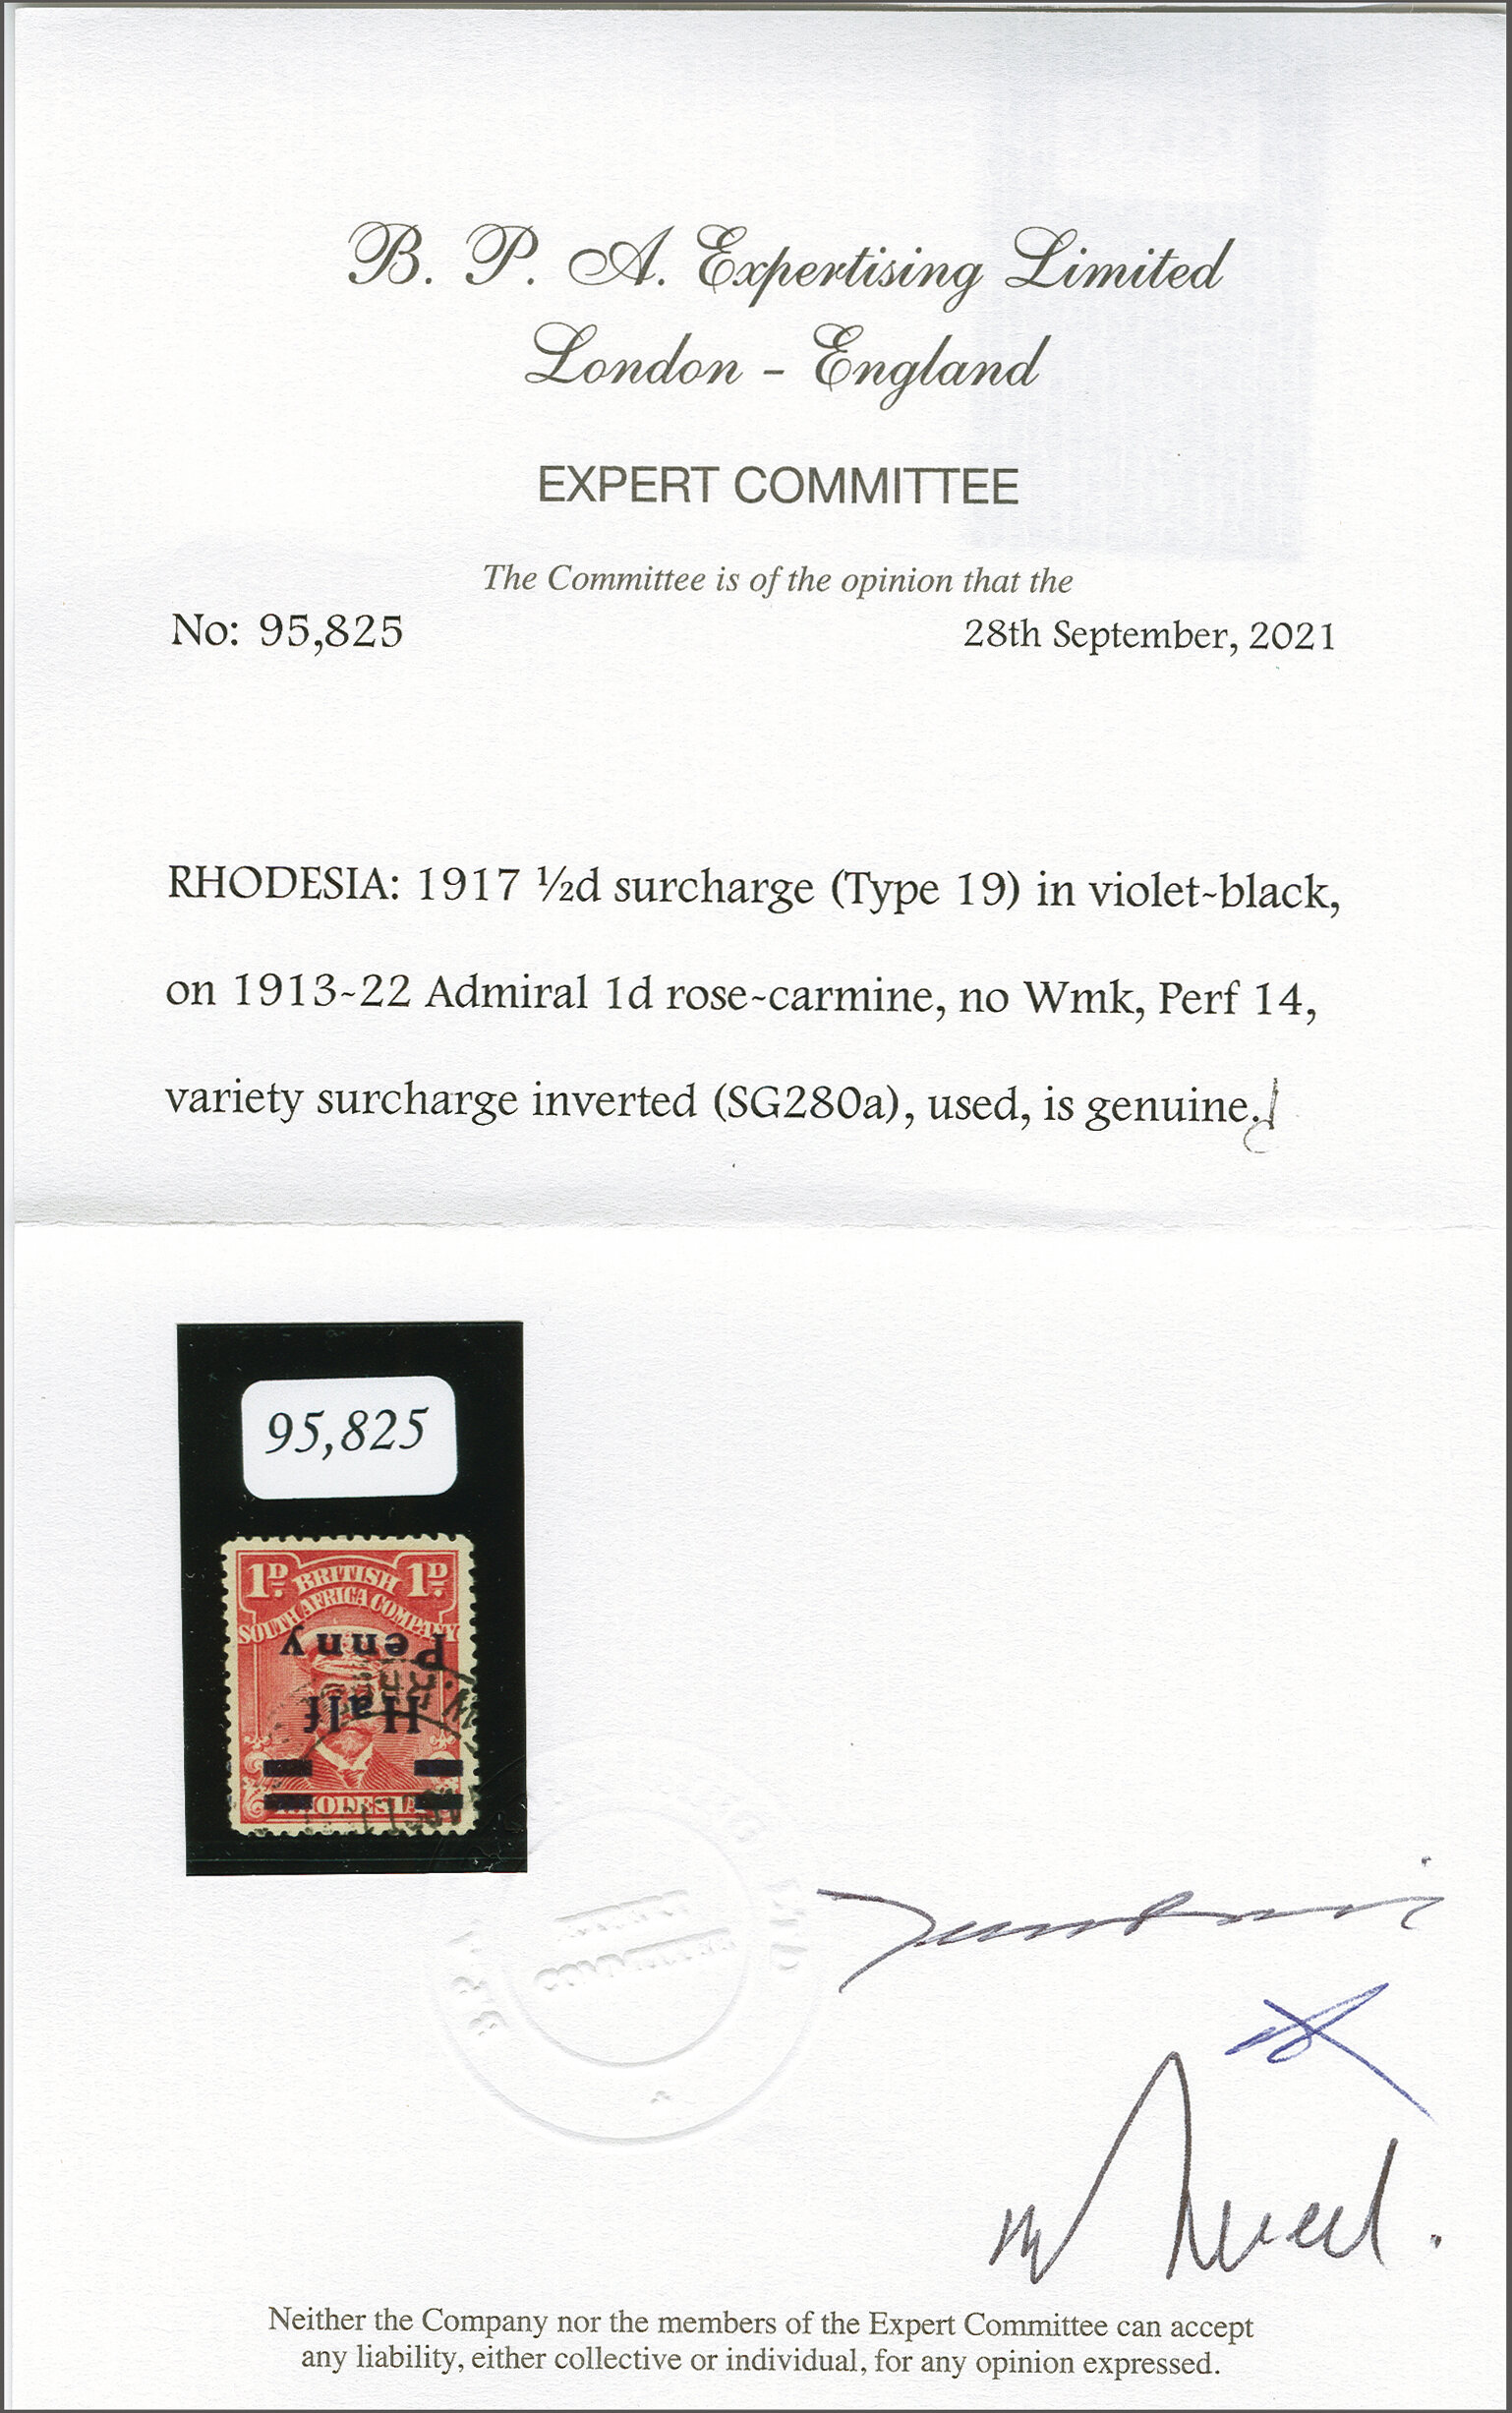 B. P. A. Expertising Limited
London - England
EXPERT COMMITTEE
The Committee is of the opinion that the
No: 95,825
28th September, 2021
RHODESIA: 1917 ½d surcharge (Type 19) in violet-black,
on 1913-22 Admiral 1d rose-carmine, no Wmk, Perf 14,
variety surcharge inverted (SG280a), used, is genuine.
95,825
1D BRITISH 1D
SOUTH AFRICA COMPANY
Penny
Half
BPA
EXPERT
COMMITTEE
Neither the Company nor the members of the Expert Committee can accept
any liability, either collective or individual, for any opinion expressed.